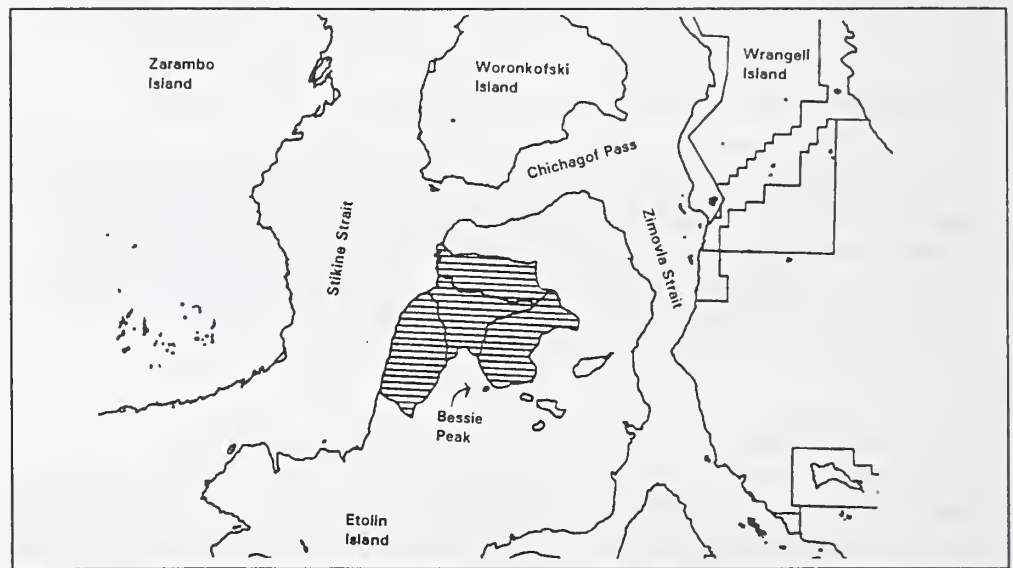 Zarambo
Island
Woronkofski
Island
Wrangell
Island
Chichagof Pass
Stikine Strait
Zimovia Strait
Bessie
Peak
Etolin
Island